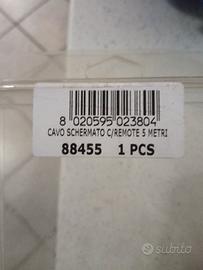 8 020595 023804
CAVO SCHERMATO C/REMOTE 5 METRI
88455 1 PCS
subito